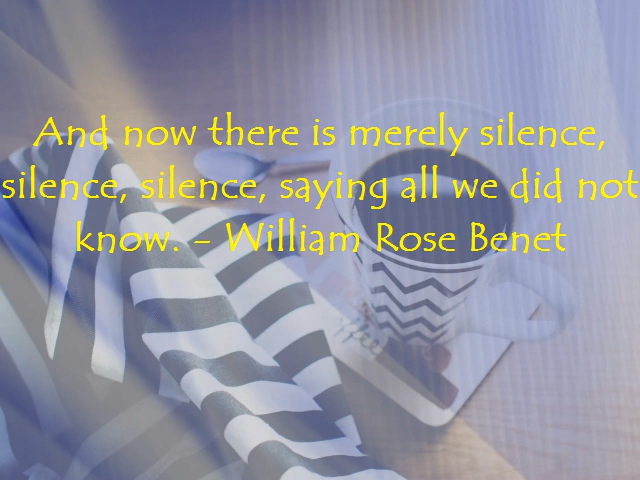 And now there is merely silence,
silence, silence, saying all we did not
know. - William Rose Benet